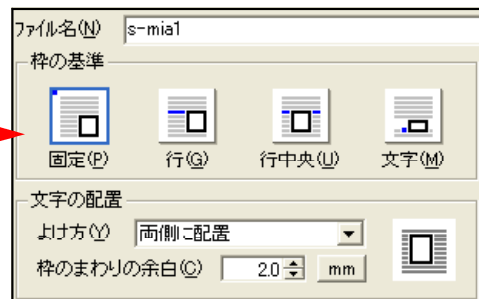 ファイル名(N) s-mia1
枠の基準
固定(P) 行(G) 行中央(U) 文字(M)
文字の配置
よけ方(Y) 両側に配置
枠のまわりの余白(C) 2.0 mm